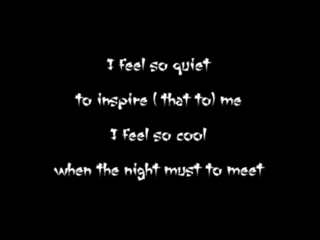 I feel so quiet
to inspire ( that to) me
I feel so cool
when the night must to meet